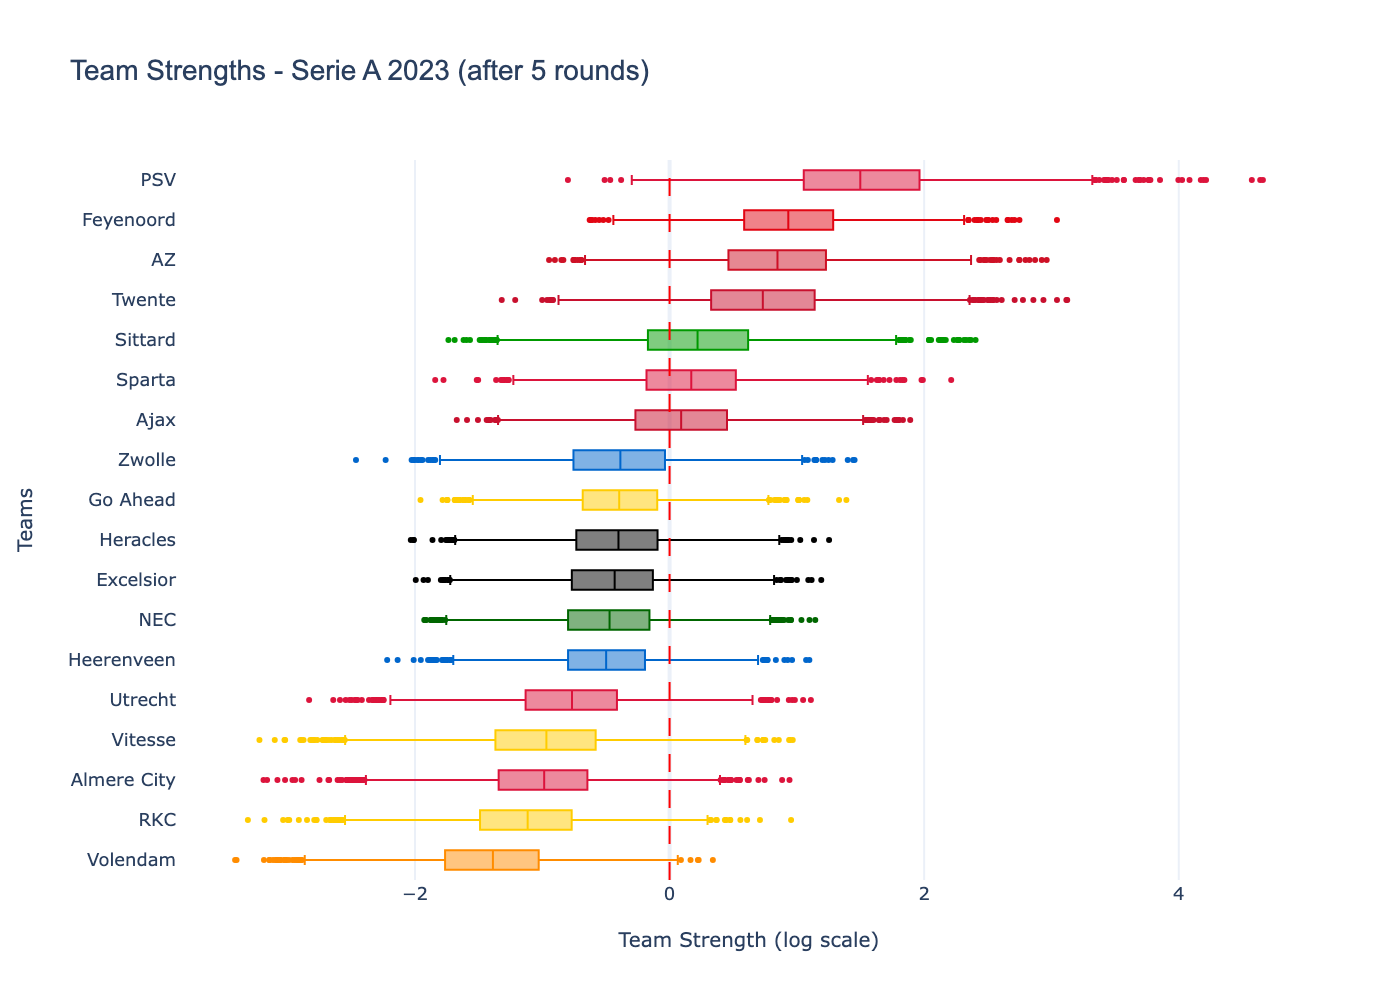 Team Strengths - Serie A 2023 (after 5 rounds)
PSV
Feyenoord
AZ
Twente
Sittard
Sparta
Ajax
Zwolle
Go Ahead
Heracles
Excelsior
NEC
Heerenveen
Utrecht
Vitesse
Almere City
RKC
Volendam
Teams
−2 0 2 4
Team Strength (log scale)